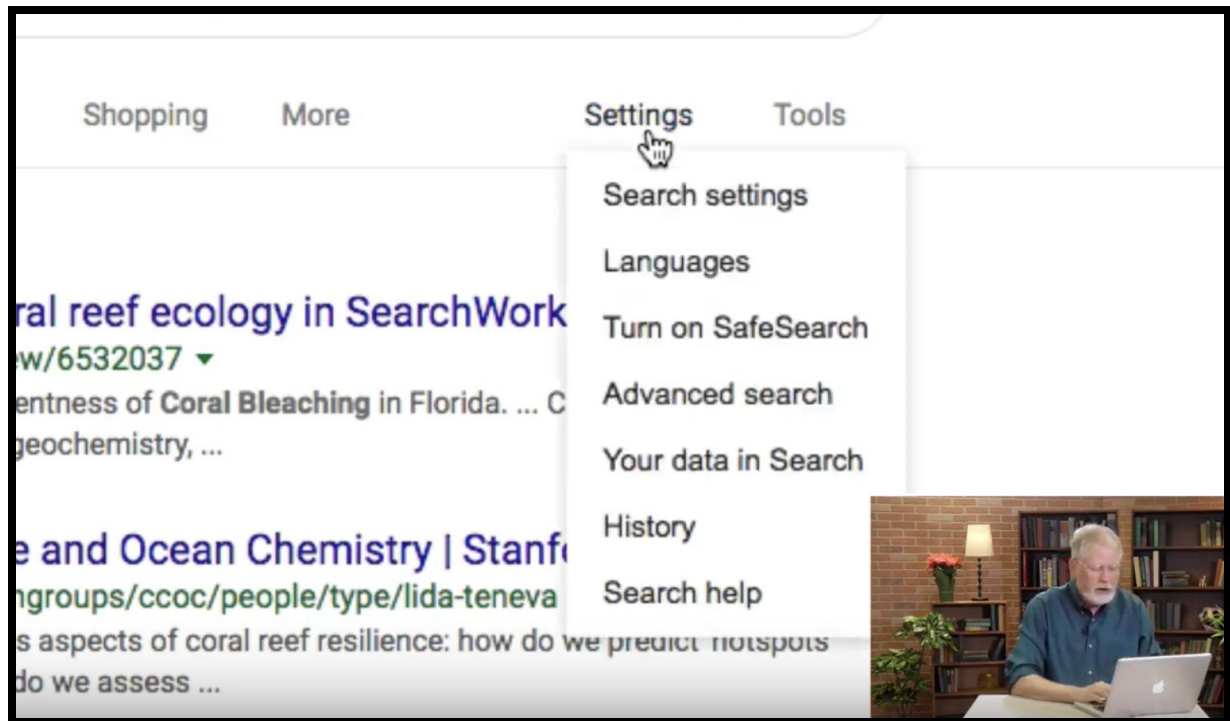 Shopping More Settings Tools
Search settings
Languages
Turn on SafeSearch
Advanced search
Your data in Search
History
Search help
ral reef ecology in SearchWork
w/6532037
entness of Coral Bleaching in Florida. ... C
geochemistry, ...
e and Ocean Chemistry | Stanf
ngroups/ccoc/people/type/lida-teneva
s aspects of coral reef resilience: how do we predict hotspots
do we assess ...